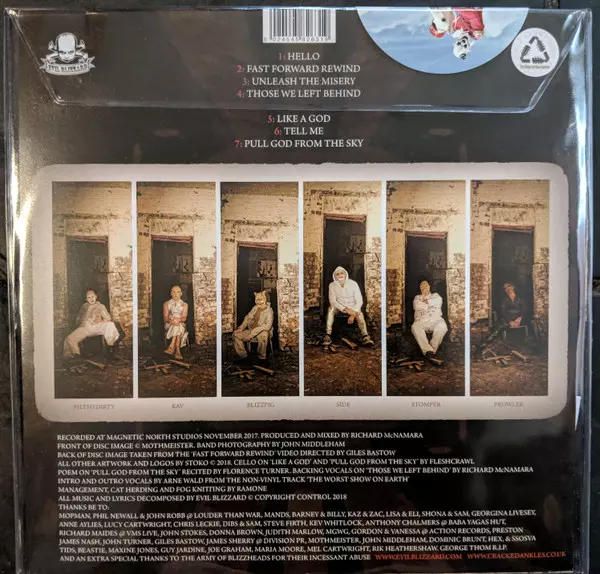 EVIL BLIZZARD
1: HELLO
2: FAST FORWARD REWIND
3: UNLEASH THE MISERY
4: THOSE WE LEFT BEHIND
5: LIKE A GOD
6: TELL ME
7: PULL GOD FROM THE SKY
FILTHYDIRTY KAV BLIZZPIG SIDE STOMPER PROWLER
RECORDED AT MAGNETIC NORTH STUDIOS NOVEMBER 2017. PRODUCED AND MIXED BY RICHARD McNAMARA
FRONT OF DISC IMAGE © MOTHMEISTER. BAND PHOTOGRAPHY BY JOHN MIDDLEHAM
BACK OF DISC IMAGE TAKEN FROM THE 'FAST FORWARD REWIND' VIDEO DIRECTED BY GILES BASTOW
ALL OTHER ARTWORK AND LOGOS BY STOKO © 2018. CELLO ON 'LIKE A GOD' AND 'PULL GOD FROM THE SKY' BY FLESHCRAWL
POEM ON 'PULL GOD FROM THE SKY' RECITED BY FLORENCE TURNER. BACKING VOCALS ON 'THOSE WE LEFT BEHIND' BY RICHARD McNAMARA
INTRO AND OUTRO VOCALS BY ARNE WALD FROM THE NON-VINYL TRACK 'THE WORST SHOW ON EARTH'
MANAGEMENT, CAT HERDING AND FOG KNITTING BY RAMONE
ALL MUSIC AND LYRICS DECOMPOSED BY EVIL BLIZZARD © COPYRIGHT CONTROL 2018
THANKS BE TO:
MOPMAN, PHIL NEWALL & JOHN ROBB @ LOUDER THAN WAR, MANDS, BARNEY & BILLY, KAZ & ZAC, LISA & ELI, SHONA & SAM, GEORGINA LIVESEY,
ANNE AYLIES, LUCY CARTWRIGHT, CHRIS LECKIE, DIBS & SAM, STEVE FIRTH, KEV WHITLOCK, ANTHONY CHALMERS @ BABA YAGAS HUT,
RICHARD MAIDES @ VMS LIVE, JOHN STOKES, DONNA BROWN, JUDITH MARLOW, MGWG, GORDON & VANESSA @ ACTION RECORDS, PRESTON
JAMES NASH, JOHN TURNER, GILES BASTOW, JAMES SHERRY @ DIVISION PR, MOTHMEISTER, JOHN MIDDLEHAM, DOMINIC BRUNT, HEX, & SSOSVA
TIDS, BEASTIE, MAXINE JONES, GUY JARDINE, JOE GRAHAM, MARIA MOORE, MEL CARTWRIGHT, RIK HEATHERSHAW, GEORGE THOM R.I.P.
AND AN EXTRA SPECIAL THANKS TO THE ARMY OF BLIZZHEADS FOR THEIR INCESSANT ABUSE WWW.EVILBLIZZARD.COM WWW.CRACKEDANKLES.CO.UK